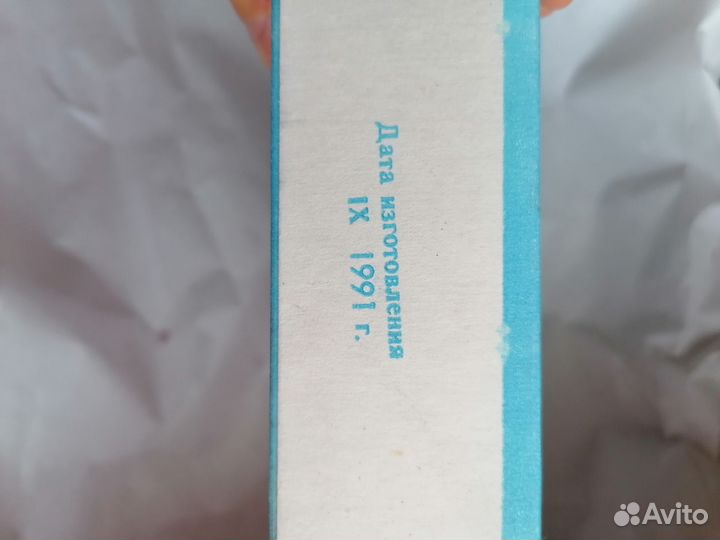 Дата изготовления
IX 1991 г.
Avito